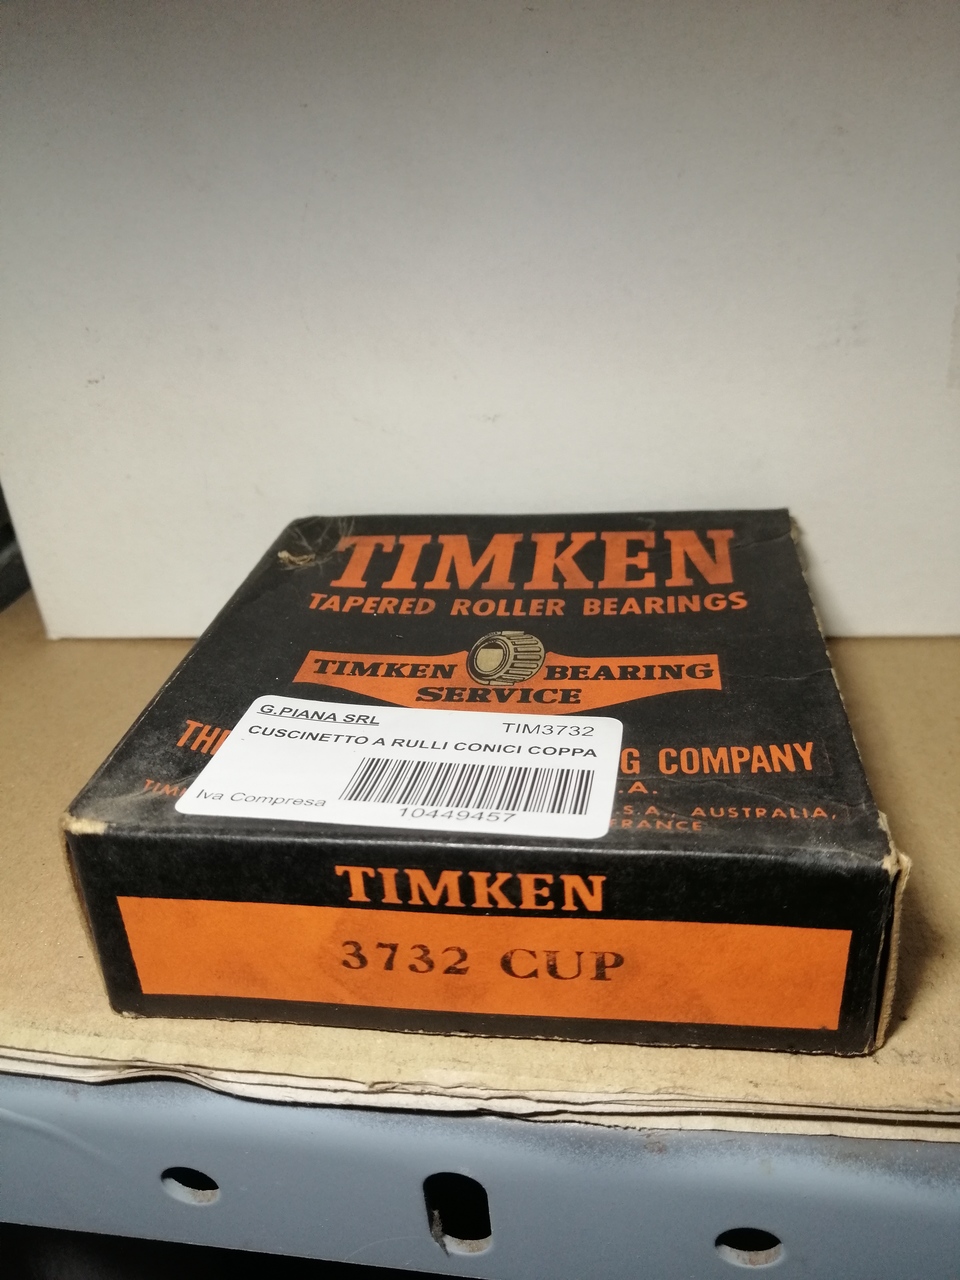 TIMKEN
TAPERED ROLLER BEARINGS
TIMKEN BEARING
SERVICE
G COMPANY
.A.
S.A., AUSTRALIA,
FRANCE
G.PIANA SRL
TIM3732
CUSCINETTO A RULLI CONICI COPPA
Iva Compresa
10449457
TIMKEN
3732 CUP